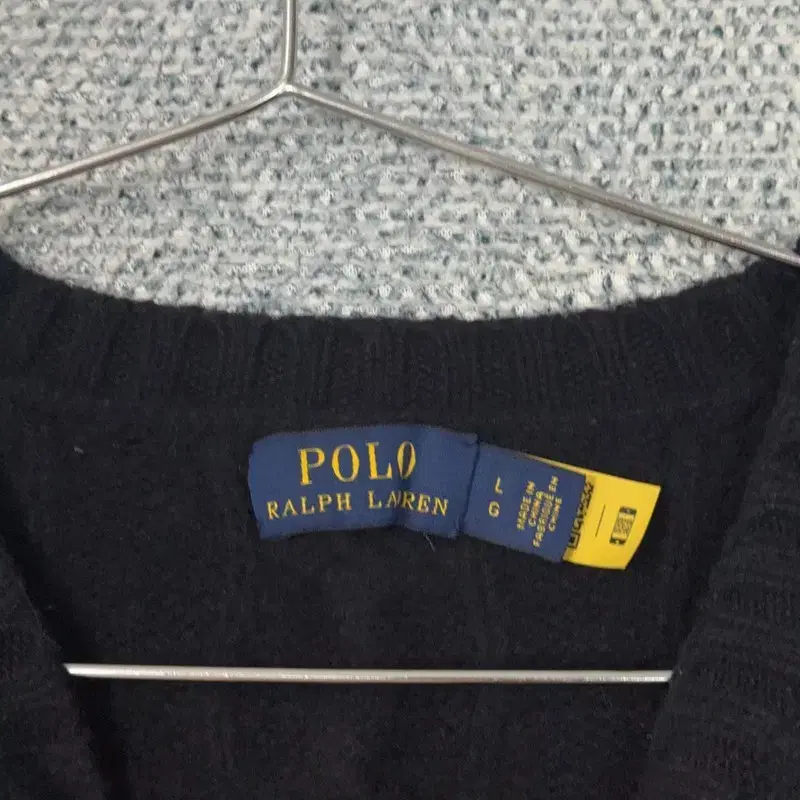 POLO
RALPH LAUREN
L
G
MADE IN
CHINA
FABRIQUÉ EN
CHINE